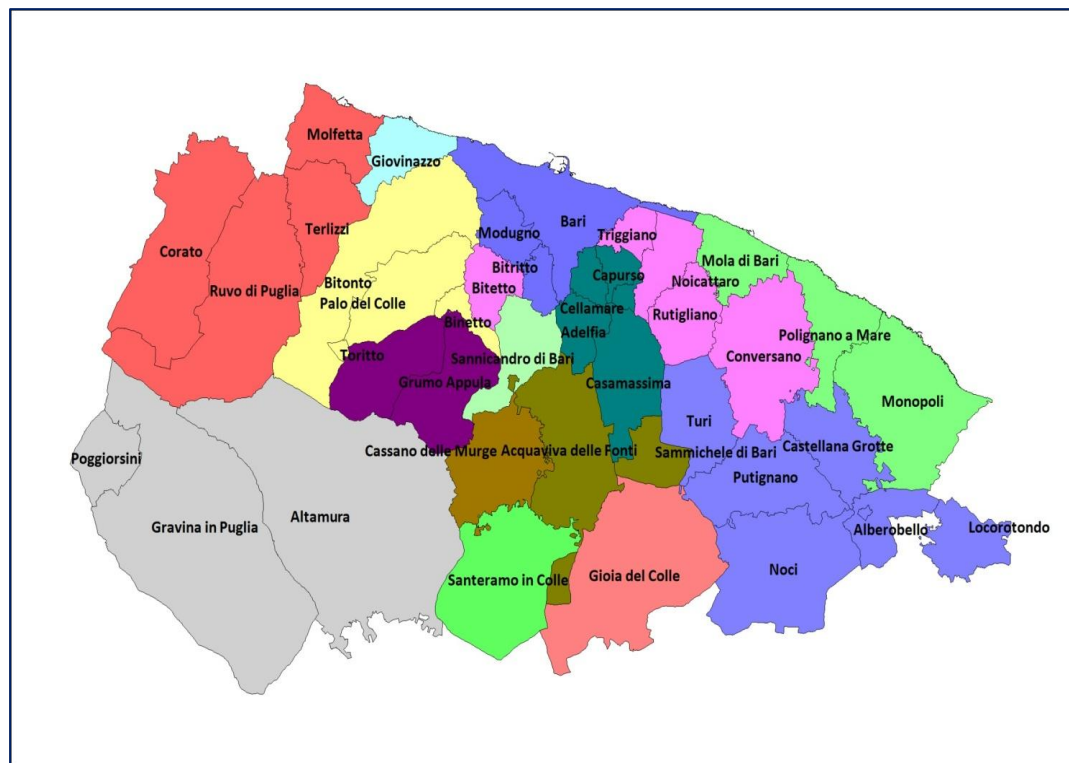 Molfetta
Giovinazzo
Terlizzi
Corato
Ruvo di Puglia
Bitonto
Palo del Colle
Modugno
Bari
Bitritto
Bitetto
Binetto
Triggiano
Capurso
Cellamare
Adelfia
Noicattaro
Rutigliano
Mola di Bari
Polignano a Mare
Conversano
Monopoli
Toritto
Grumo Appula
Sannicandro di Bari
Casamassima
Turi
Cassano delle Murge
Acquaviva delle Fonti
Sammichele di Bari
Castellana Grotte
Putignano
Poggiorsini
Gravina in Puglia
Altamura
Santeramo in Colle
Gioia del Colle
Noci
Alberobello
Locorotondo